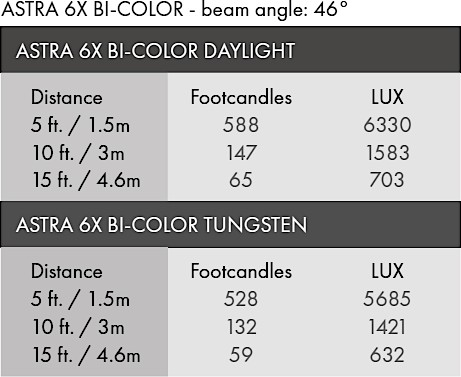 ASTRA 6X BI-COLOR - beam angle: 46°
ASTRA 6X BI-COLOR DAYLIGHT
Distance Footcandles LUX
5 ft. / 1.5m 588 6330
10 ft. / 3m 147 1583
15 ft. / 4.6m 65 703
ASTRA 6X BI-COLOR TUNGSTEN
Distance Footcandles LUX
5 ft. / 1.5m 528 5685
10 ft. / 3m 132 1421
15 ft. / 4.6m 59 632